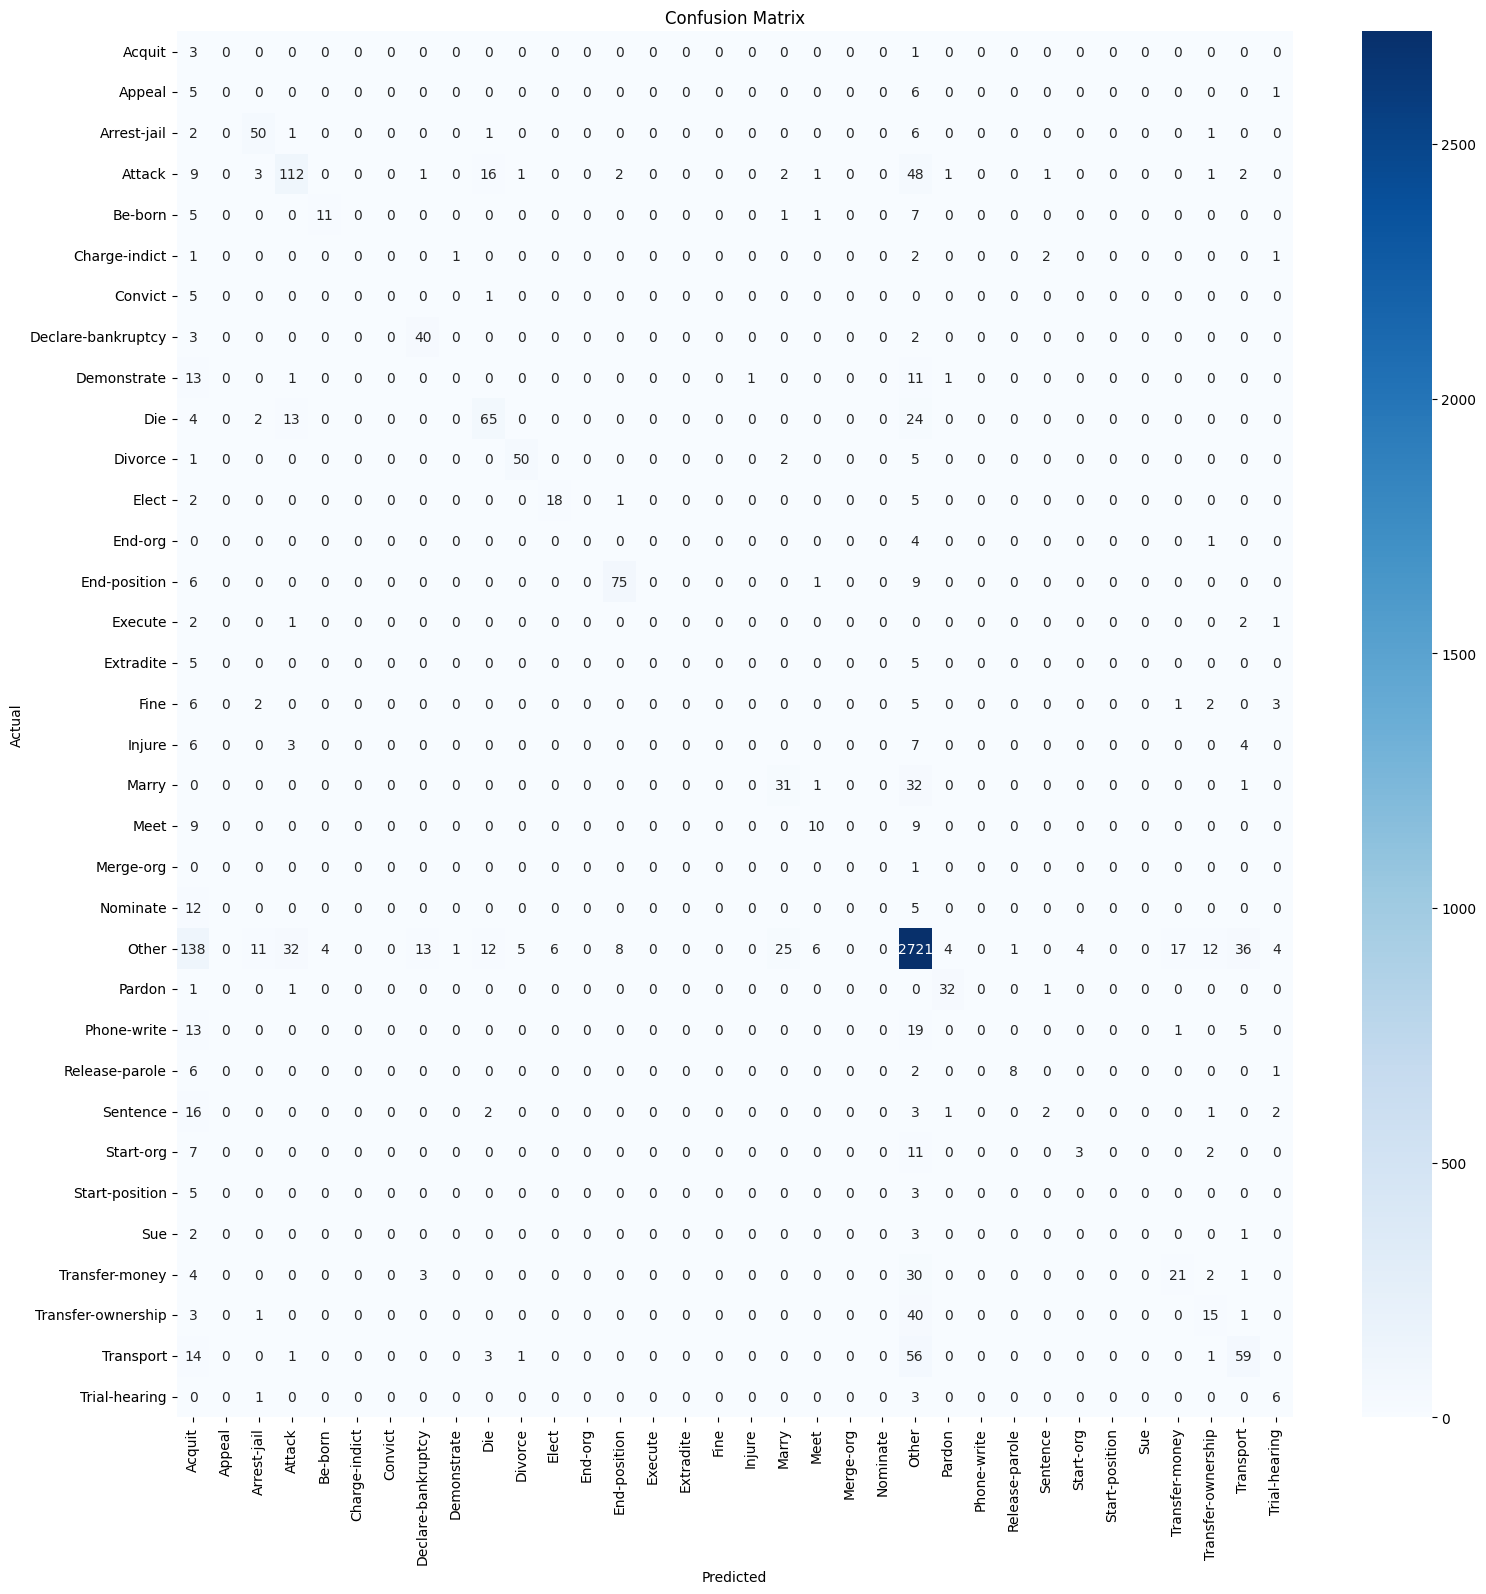 Confusion Matrix
Acquit 3 0 0 0 0 0 0 0 0 0 0 0 0 0 0 0 0 0 0 0 0 0 1 0 0 0 0 0 0 0 0 0 0 0
Appeal 5 0 0 0 0 0 0 0 0 0 0 0 0 0 0 0 0 0 0 0 0 0 6 0 0 0 0 0 0 0 0 0 0 1
Arrest-jail 2 0 50 1 0 0 0 0 0 1 0 0 0 0 0 0 0 0 0 0 0 0 6 0 0 0 0 0 0 0 0 1 0 0
Attack 9 0 3 112 0 0 0 1 0 16 1 0 0 2 0 0 0 0 2 1 0 0 48 1 0 0 1 0 0 0 0 1 2 0
Be-born 5 0 0 0 11 0 0 0 0 0 0 0 0 0 0 0 0 0 1 1 0 0 7 0 0 0 0 0 0 0 0 0 0 0
Charge-indict 1 0 0 0 0 0 0 0 1 0 0 0 0 0 0 0 0 0 0 0 0 0 2 0 0 0 2 0 0 0 0 0 0 1
Convict 5 0 0 0 0 0 0 0 0 1 0 0 0 0 0 0 0 0 0 0 0 0 0 0 0 0 0 0 0 0 0 0 0 0
Declare-bankruptcy 3 0 0 0 0 0 0 40 0 0 0 0 0 0 0 0 0 0 0 0 0 0 2 0 0 0 0 0 0 0 0 0 0 0
Demonstrate 13 0 0 1 0 0 0 0 0 0 0 0 0 0 0 0 0 1 0 0 0 0 11 1 0 0 0 0 0 0 0 0 0 0
Die 4 0 2 13 0 0 0 0 0 65 0 0 0 0 0 0 0 0 0 0 0 0 24 0 0 0 0 0 0 0 0 0 0 0
Divorce 1 0 0 0 0 0 0 0 0 0 50 0 0 0 0 0 0 0 2 0 0 0 5 0 0 0 0 0 0 0 0 0 0 0
Elect 2 0 0 0 0 0 0 0 0 0 0 18 0 1 0 0 0 0 0 0 0 0 5 0 0 0 0 0 0 0 0 0 0 0
End-org 0 0 0 0 0 0 0 0 0 0 0 0 0 0 0 0 0 0 0 0 0 0 4 0 0 0 0 0 0 0 0 1 0 0
End-position 6 0 0 0 0 0 0 0 0 0 0 0 0 75 0 0 0 0 0 1 0 0 9 0 0 0 0 0 0 0 0 0 0 0
Execute 2 0 0 1 0 0 0 0 0 0 0 0 0 0 0 0 0 0 0 0 0 0 0 0 0 0 0 0 0 0 0 0 2 1
Extradite 5 0 0 0 0 0 0 0 0 0 0 0 0 0 0 0 0 0 0 0 0 0 5 0 0 0 0 0 0 0 0 0 0 0
Fine 6 0 2 0 0 0 0 0 0 0 0 0 0 0 0 0 0 0 0 0 0 0 5 0 0 0 0 0 0 0 1 2 0 3
Injure 6 0 0 3 0 0 0 0 0 0 0 0 0 0 0 0 0 0 0 0 0 0 7 0 0 0 0 0 0 0 0 0 4 0
Marry 0 0 0 0 0 0 0 0 0 0 0 0 0 0 0 0 0 0 31 1 0 0 32 0 0 0 0 0 0 0 0 0 1 0
Meet 9 0 0 0 0 0 0 0 0 0 0 0 0 0 0 0 0 0 0 10 0 0 9 0 0 0 0 0 0 0 0 0 0 0
Merge-org 0 0 0 0 0 0 0 0 0 0 0 0 0 0 0 0 0 0 0 0 0 0 1 0 0 0 0 0 0 0 0 0 0 0
Nominate 12 0 0 0 0 0 0 0 0 0 0 0 0 0 0 0 0 0 0 0 0 0 5 0 0 0 0 0 0 0 0 0 0 0
Other 138 0 11 32 4 0 0 13 1 12 5 6 0 8 0 0 0 0 25 6 0 0 2721 4 0 1 0 4 0 0 17 12 36 4
Pardon 1 0 0 1 0 0 0 0 0 0 0 0 0 0 0 0 0 0 0 0 0 0 0 32 0 0 1 0 0 0 0 0 0 0
Phone-write 13 0 0 0 0 0 0 0 0 0 0 0 0 0 0 0 0 0 0 0 0 0 19 0 0 0 0 0 0 0 1 0 5 0
Release-parole 6 0 0 0 0 0 0 0 0 0 0 0 0 0 0 0 0 0 0 0 0 0 2 0 0 8 0 0 0 0 0 0 0 1
Sentence 16 0 0 0 0 0 0 0 0 2 0 0 0 0 0 0 0 0 0 0 0 0 3 1 0 0 2 0 0 0 0 1 0 2
Start-org 7 0 0 0 0 0 0 0 0 0 0 0 0 0 0 0 0 0 0 0 0 0 11 0 0 0 0 3 0 0 0 2 0 0
Start-position 5 0 0 0 0 0 0 0 0 0 0 0 0 0 0 0 0 0 0 0 0 0 3 0 0 0 0 0 0 0 0 0 0 0
Sue 2 0 0 0 0 0 0 0 0 0 0 0 0 0 0 0 0 0 0 0 0 0 3 0 0 0 0 0 0 0 0 0 1 0
Transfer-money 4 0 0 0 0 0 0 3 0 0 0 0 0 0 0 0 0 0 0 0 0 0 30 0 0 0 0 0 0 0 21 2 1 0
Transfer-ownership 3 0 1 0 0 0 0 0 0 0 0 0 0 0 0 0 0 0 0 0 0 0 40 0 0 0 0 0 0 0 0 15 1 0
Transport 14 0 0 1 0 0 0 0 0 3 1 0 0 0 0 0 0 0 0 0 0 0 56 0 0 0 0 0 0 0 0 1 59 0
Trial-hearing 0 0 1 0 0 0 0 0 0 0 0 0 0 0 0 0 0 0 0 0 0 0 3 0 0 0 0 0 0 0 0 0 0 6
Actual
Acquit
Appeal
Arrest-jail
Attack
Be-born
Charge-indict
Convict
Declare-bankruptcy
Demonstrate
Die
Divorce
Elect
End-org
End-position
Execute
Extradite
Fine
Injure
Marry
Meet
Merge-org
Nominate
Other
Pardon
Phone-write
Release-parole
Sentence
Start-org
Start-position
Sue
Transfer-money
Transfer-ownership
Transport
Trial-hearing
Predicted
2500
2000
1500
1000
500
0